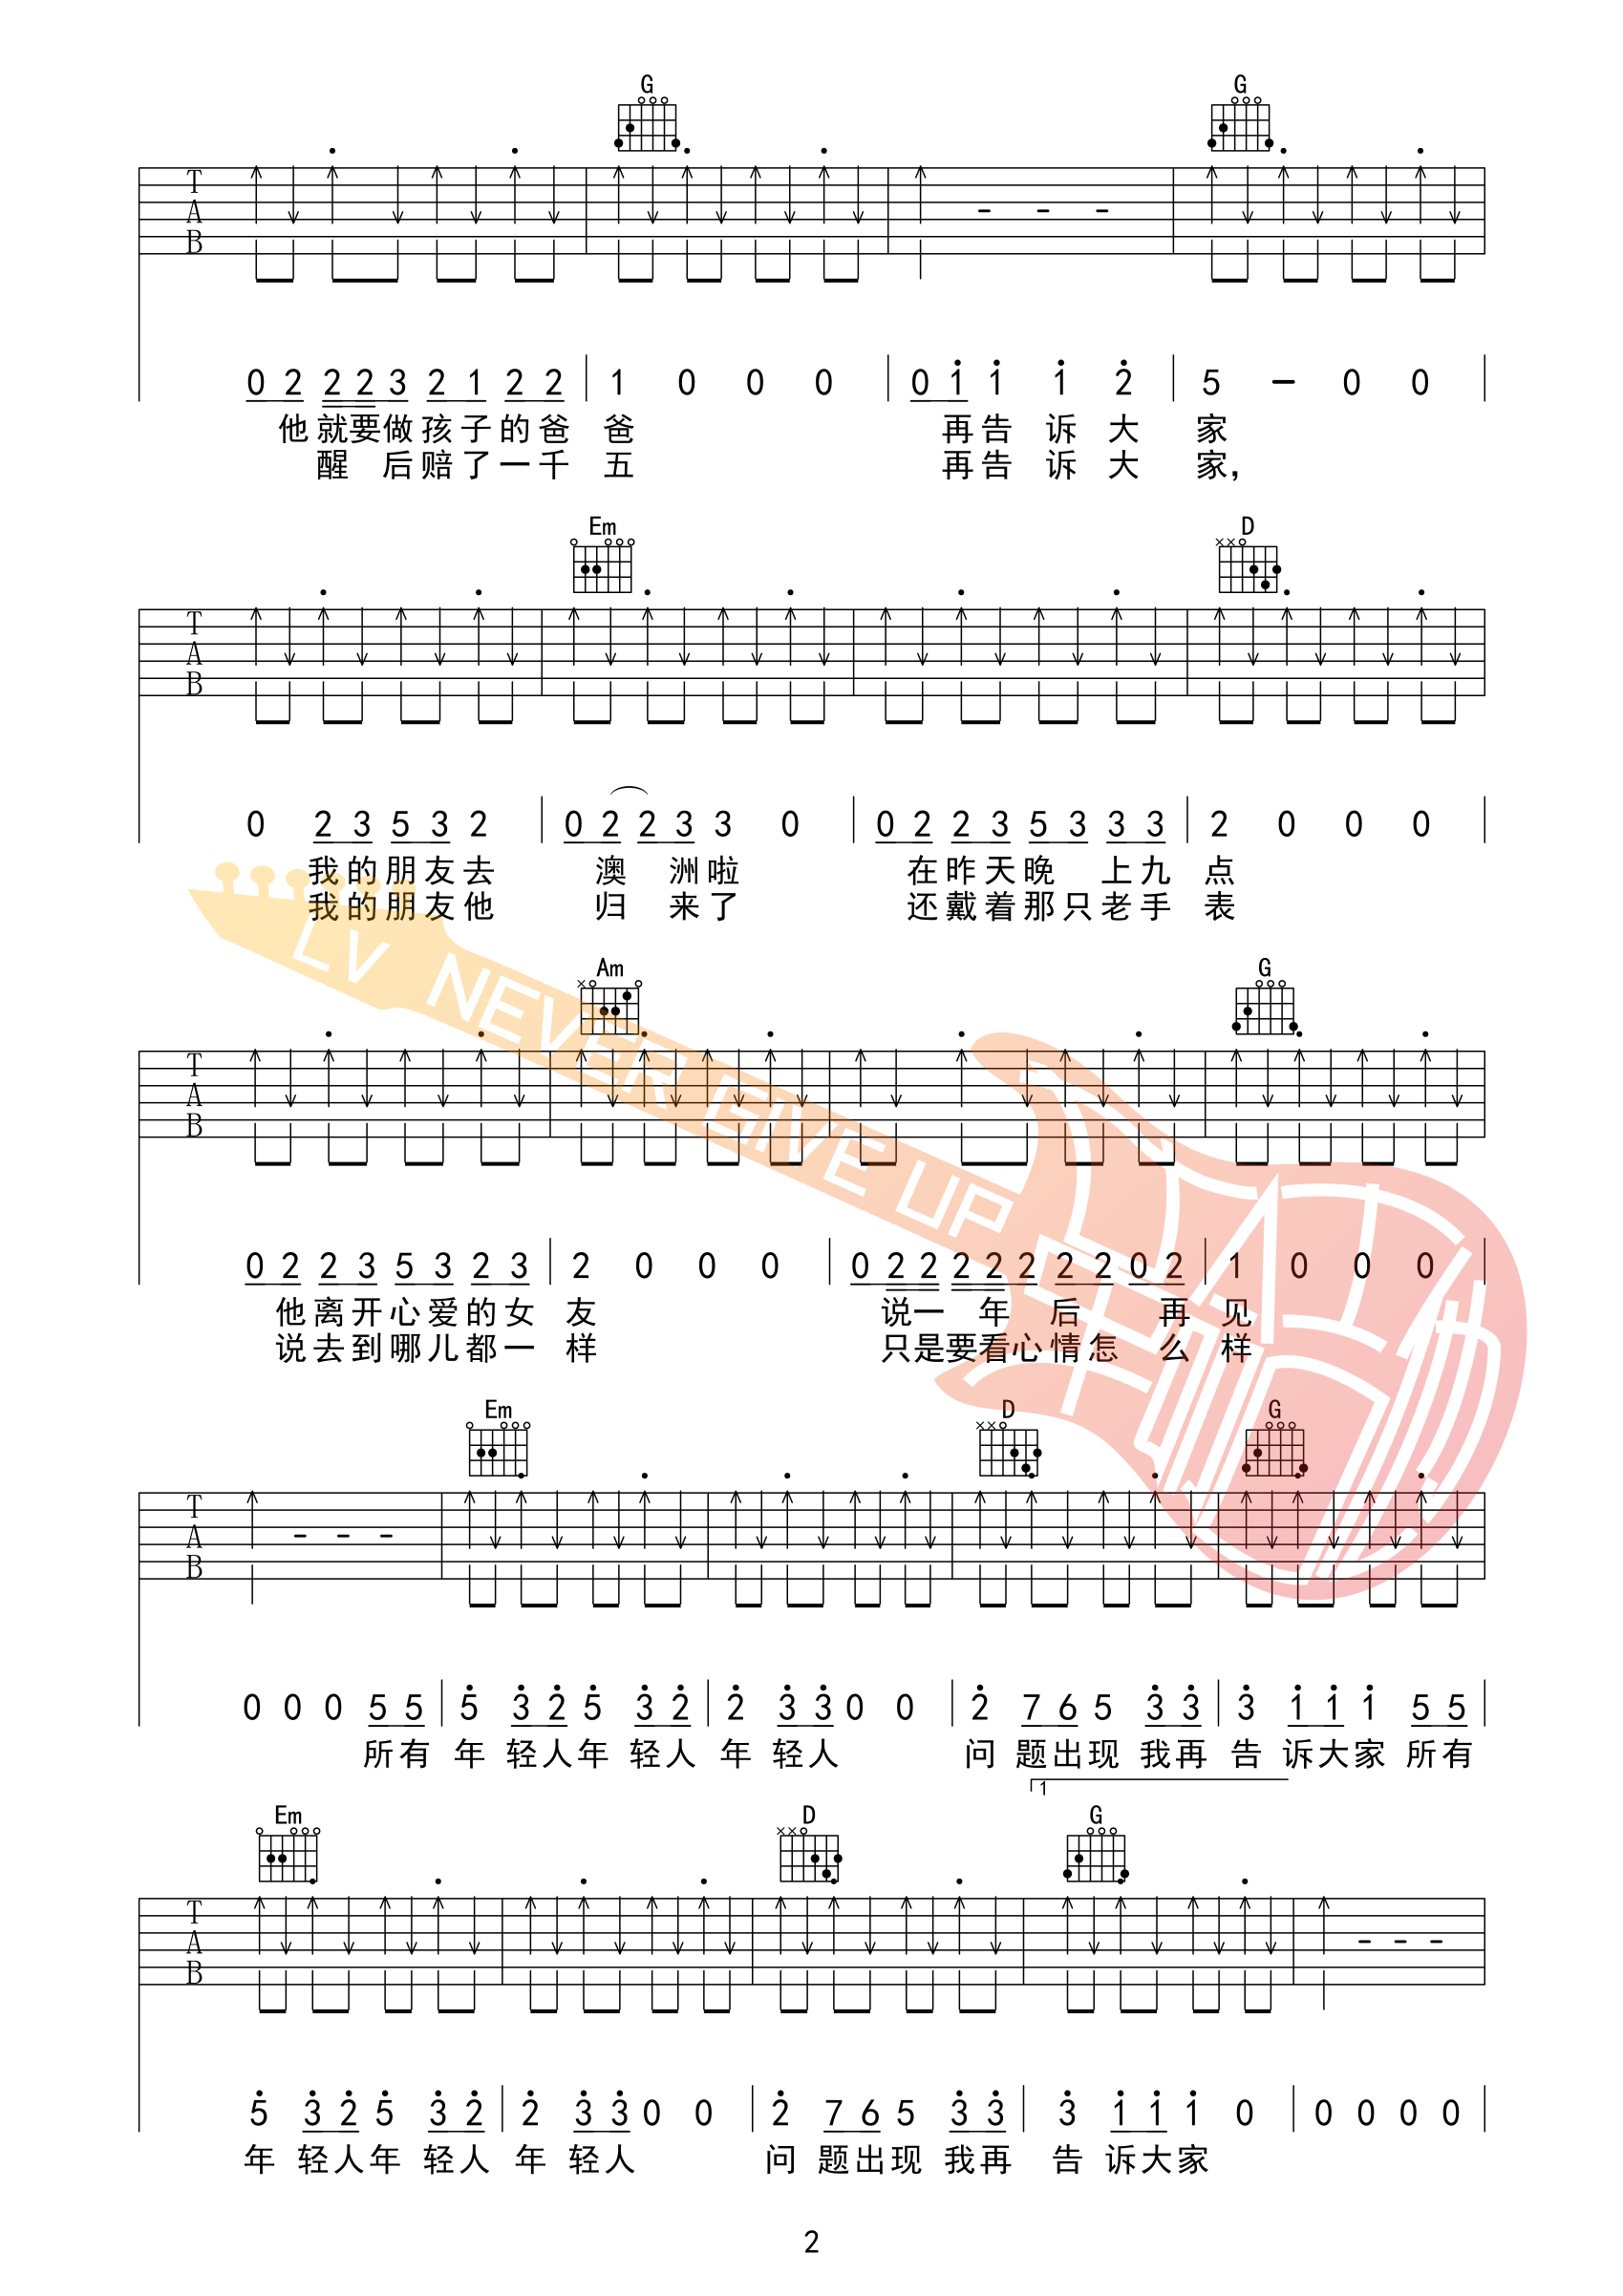 G G
T
A
B
0 2 2 2 3 2 1 2 2 | 1 0 0 0 | 0 1 1 1 2 | 5 - 0 0 |
他就要做孩子的爸 爸 再告诉大 家
醒后赔了一千 五 再告诉大 家,
Em D
T
A
B
0 2 3 5 3 2 | 0 2 2 3 3 0 | 0 2 2 3 5 3 3 3 | 2 0 0 0 |
我的朋友去 澳洲啦 在昨天晚上九 点
我的朋友他 归来了 还戴着那只老手 表
LV NEVER GIVE UP
Am G
T
A
B
0 2 2 3 5 3 2 3 | 2 0 0 0 | 0 2 2 2 2 2 2 2 0 2 | 1 0 0 0 |
他离开心爱的女 友 说一年后再 见
说去到哪儿都一 样 只是要看心情怎么 样
Em D G
T
A
B
0 0 0 5 5 | 5 3 2 5 3 2 | 2 3 3 0 0 | 2 7 6 5 3 3 | 3 1 1 1 5 5 |
所有 年轻人年轻人 年轻人 问题出现我再 告诉大家所有
1
Em D G
T
A
B
5 3 2 5 3 2 | 2 3 3 0 0 | 2 7 6 5 3 3 | 3 1 1 1 0 | 0 0 0 0 |
年轻人年轻人 年轻人 问题出现我再 告诉大家
2